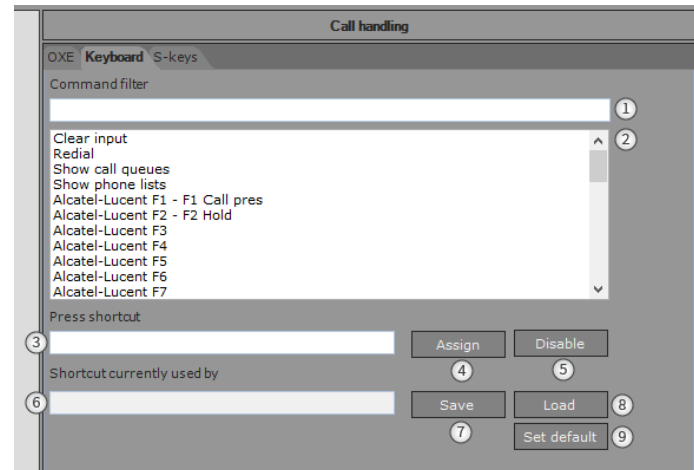 Call handling
OXE Keyboard S-keys
Command filter
1
Clear input
2
Redial
Show call queues
Show phone lists
Alcatel-Lucent F1 - F1 Call pres
Alcatel-Lucent F2 - F2 Hold
Alcatel-Lucent F3
Alcatel-Lucent F4
Alcatel-Lucent F5
Alcatel-Lucent F6
Alcatel-Lucent F7
Press shortcut
3 Assign Disable
4 5
Shortcut currently used by
6 Save Load 8
7 Set default 9